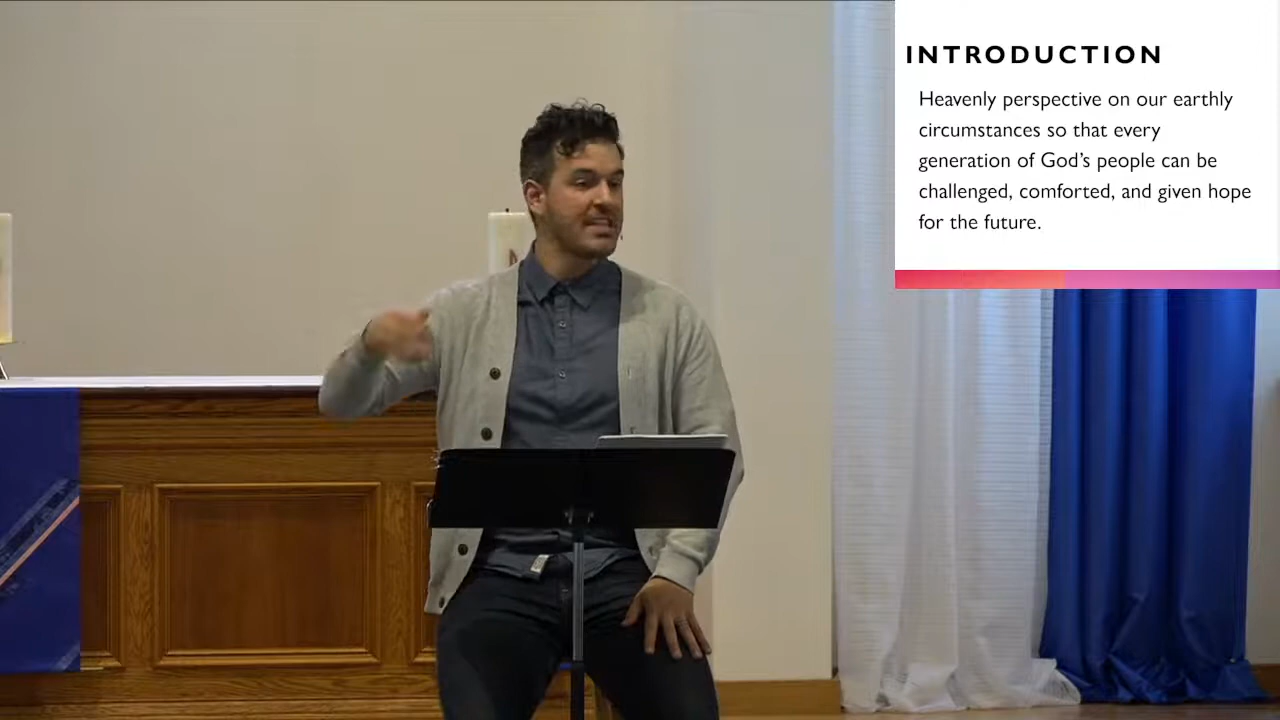 INTRODUCTION
Heavenly perspective on our earthly
circumstances so that every
generation of God's people can be
challenged, comforted, and given hope
for the future.